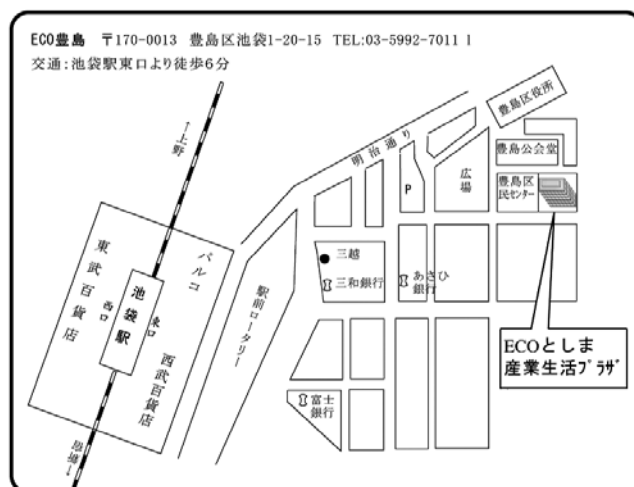 ECO豊島 〒170-0013 豊島区池袋1-20-15 TEL:03-5992-7011
交通:池袋駅東口より徒歩6分
↑上野
明治通り
豊島区役所
豊島公会堂
豊島区
民センター
広場
P
パルコ
東武百貨店
西口
池袋駅
東口
西武百貨店
駅前ロータリー
三越
三和銀行
あさひ
銀行
富士
銀行
ECOとしま
産業生活プラザ